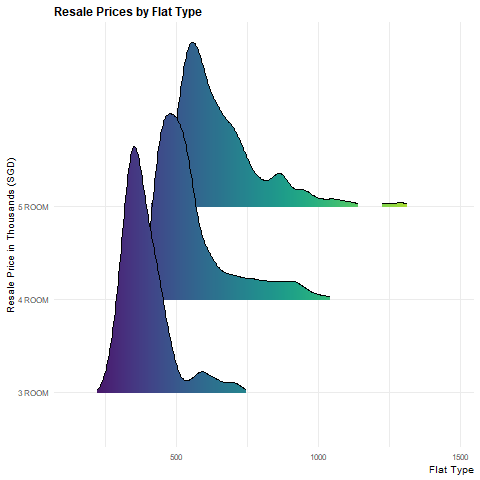 Resale Prices by Flat Type
Resale Price in Thousands (SGD)
5 ROOM
4 ROOM
3 ROOM
500
1000
1500
Flat Type